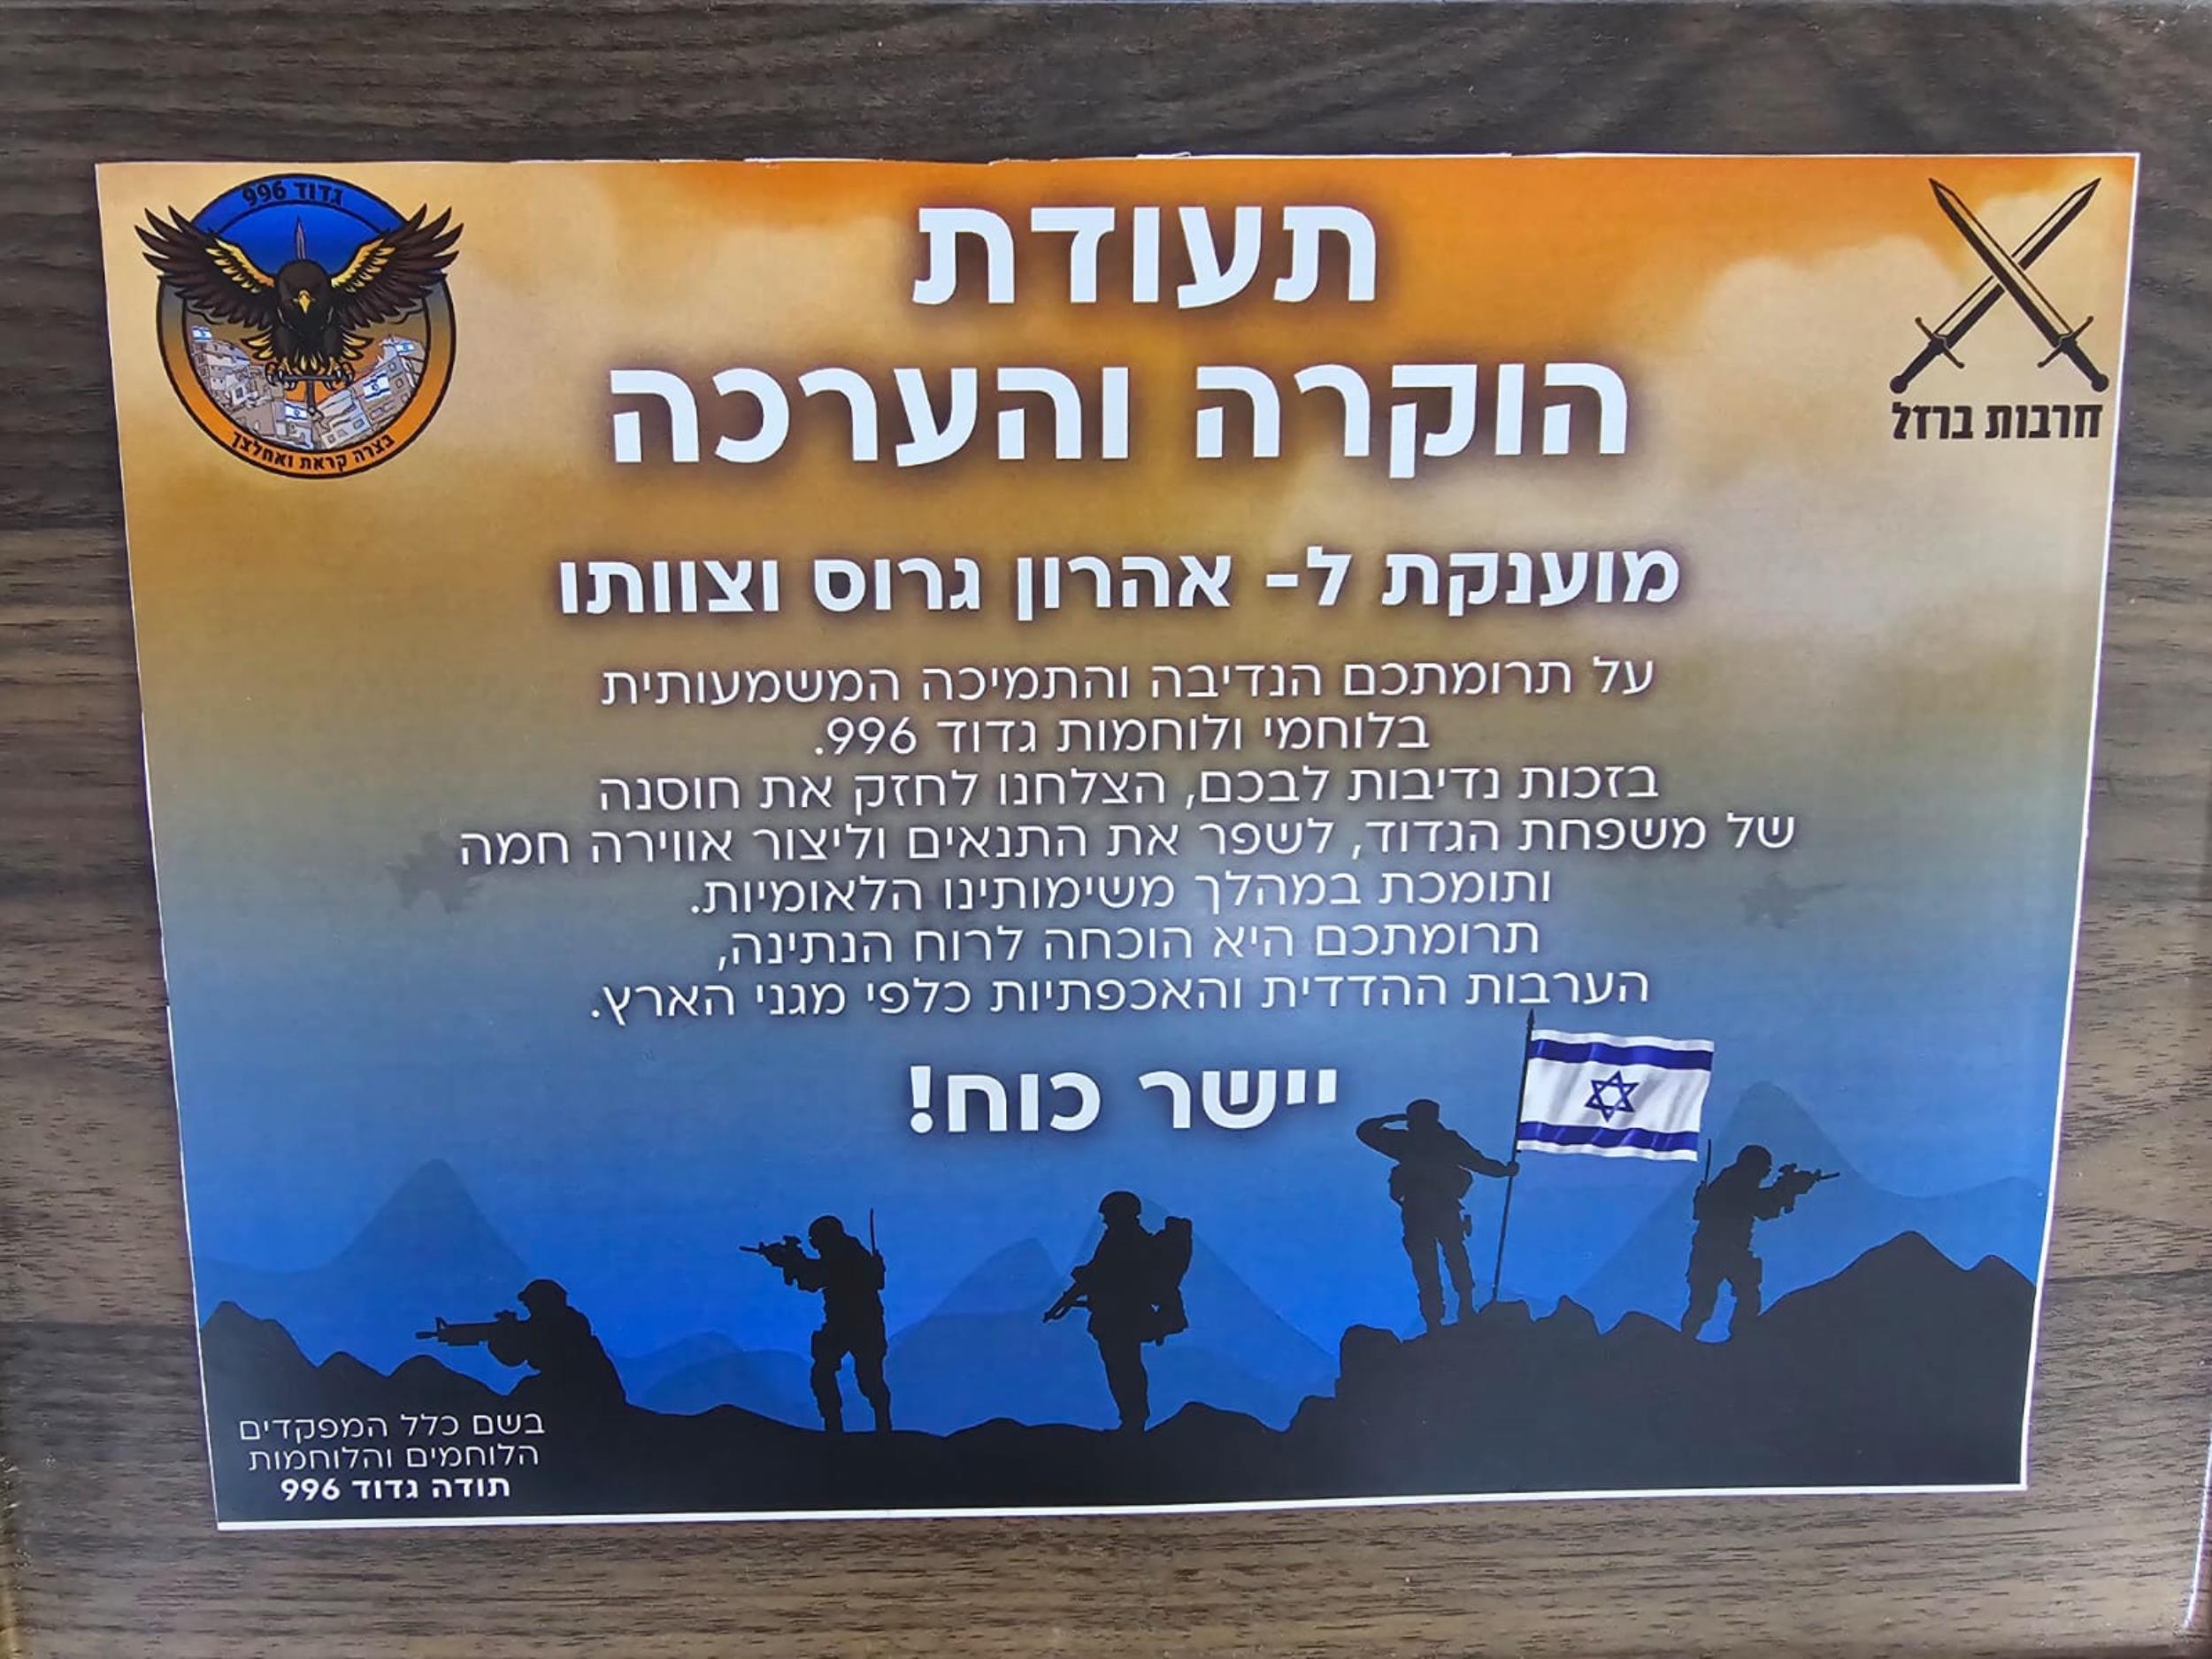 גדוד 996
בצרה קראת ואחלצך
חרבות ברזל
תעודת
הוקרה והערכה
מוענקת ל- אהרון גרוס וצוותו
על תרומתכם הנדיבה והתמיכה המשמעותית
בלוחמי ולוחמות גדוד 996.
בזכות נדיבות לבכם, הצלחנו לחזק את חוסנה
של משפחת הגדוד, לשפר את התנאים וליצור אווירה חמה
ותומכת במהלך משימותינו הלאומיות.
תרומתכם היא הוכחה לרוח הנתינה,
הערבות ההדדית והאכפתיות כלפי מגני הארץ.
יישר כוח!
בשם כלל המפקדים
הלוחמים והלוחמות
תודה גדוד 996